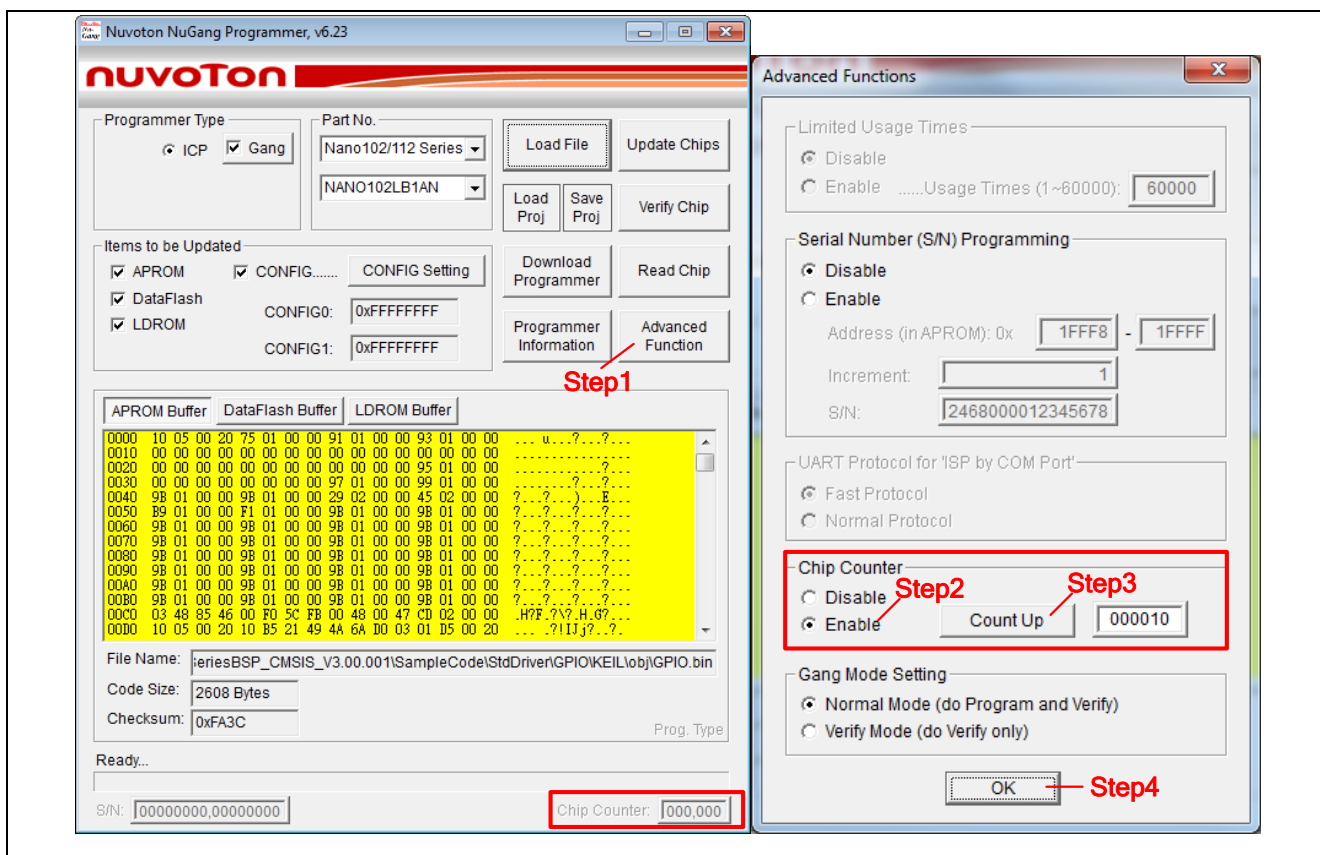 Nuvoton NuGang Programmer, v6.23
nuvoTon
Programmer Type
ICP
Gang
Part No.
Nano102/112 Series
NANO102LB1AN
Load File
Update Chips
Load Proj
Save Proj
Verify Chip
Items to be Updated
APROM
CONFIG.......
CONFIG Setting
DataFlash
CONFIG0: 0xFFFFFFFF
LDROM
CONFIG1: 0xFFFFFFFF
Download Programmer
Read Chip
Programmer Information
Advanced Function
Step1
APROM Buffer
DataFlash Buffer
LDROM Buffer
0000 10 05 00 20 75 01 00 00 91 01 00 00 93 01 00 00 ... u...?...?...
0010 00 00 00 00 00 00 00 00 00 00 00 00 00 00 00 00 ................
0020 00 00 00 00 00 00 00 00 00 00 00 00 95 01 00 00 ............?...
0030 00 00 00 00 00 00 00 00 97 01 00 00 99 01 00 00 ........?...?...
0040 9B 01 00 00 9B 01 00 00 29 02 00 00 45 02 00 00 ?...?...)...E...
0050 B9 01 00 00 F1 01 00 00 9B 01 00 00 9B 01 00 00 ?...?...?...?...
0060 9B 01 00 00 9B 01 00 00 9B 01 00 00 9B 01 00 00 ?...?...?...?...
0070 9B 01 00 00 9B 01 00 00 9B 01 00 00 9B 01 00 00 ?...?...?...?...
0080 9B 01 00 00 9B 01 00 00 9B 01 00 00 9B 01 00 00 ?...?...?...?...
0090 9B 01 00 00 9B 01 00 00 9B 01 00 00 9B 01 00 00 ?...?...?...?...
00A0 9B 01 00 00 9B 01 00 00 9B 01 00 00 9B 01 00 00 ?...?...?...?...
00B0 9B 01 00 00 9B 01 00 00 9B 01 00 00 9B 01 00 00 ?...?...?...?...
00C0 03 48 85 46 00 F0 5C FB 00 48 00 47 CD 02 00 00 .H?F.?\?.H.G?...
00D0 10 05 00 20 10 B5 21 49 4A 6A D0 03 01 D5 00 20 ... .?!IJj?..?.
File Name: \SeriesBSP_CMSIS_V3.00.001\SampleCode\StdDriver\GPIO\KEIL\obj\GPIO.bin
Code Size: 2608 Bytes
Checksum: 0xFA3C
Prog. Type
Ready...
S/N: 00000000,00000000
Chip Counter: 000,000
Advanced Functions
Limited Usage Times
Disable
Enable ......Usage Times (1~60000): 60000
Serial Number (S/N) Programming
Disable
Enable
Address (in APROM): 0x 1FFF8 - 1FFFF
Increment: 1
S/N: 2468000012345678
UART Protocol for 'ISP by COM Port'
Fast Protocol
Normal Protocol
Chip Counter
Step2
Step3
Disable
Enable
Count Up
000010
Gang Mode Setting
Normal Mode (do Program and Verify)
Verify Mode (do Verify only)
OK
Step4